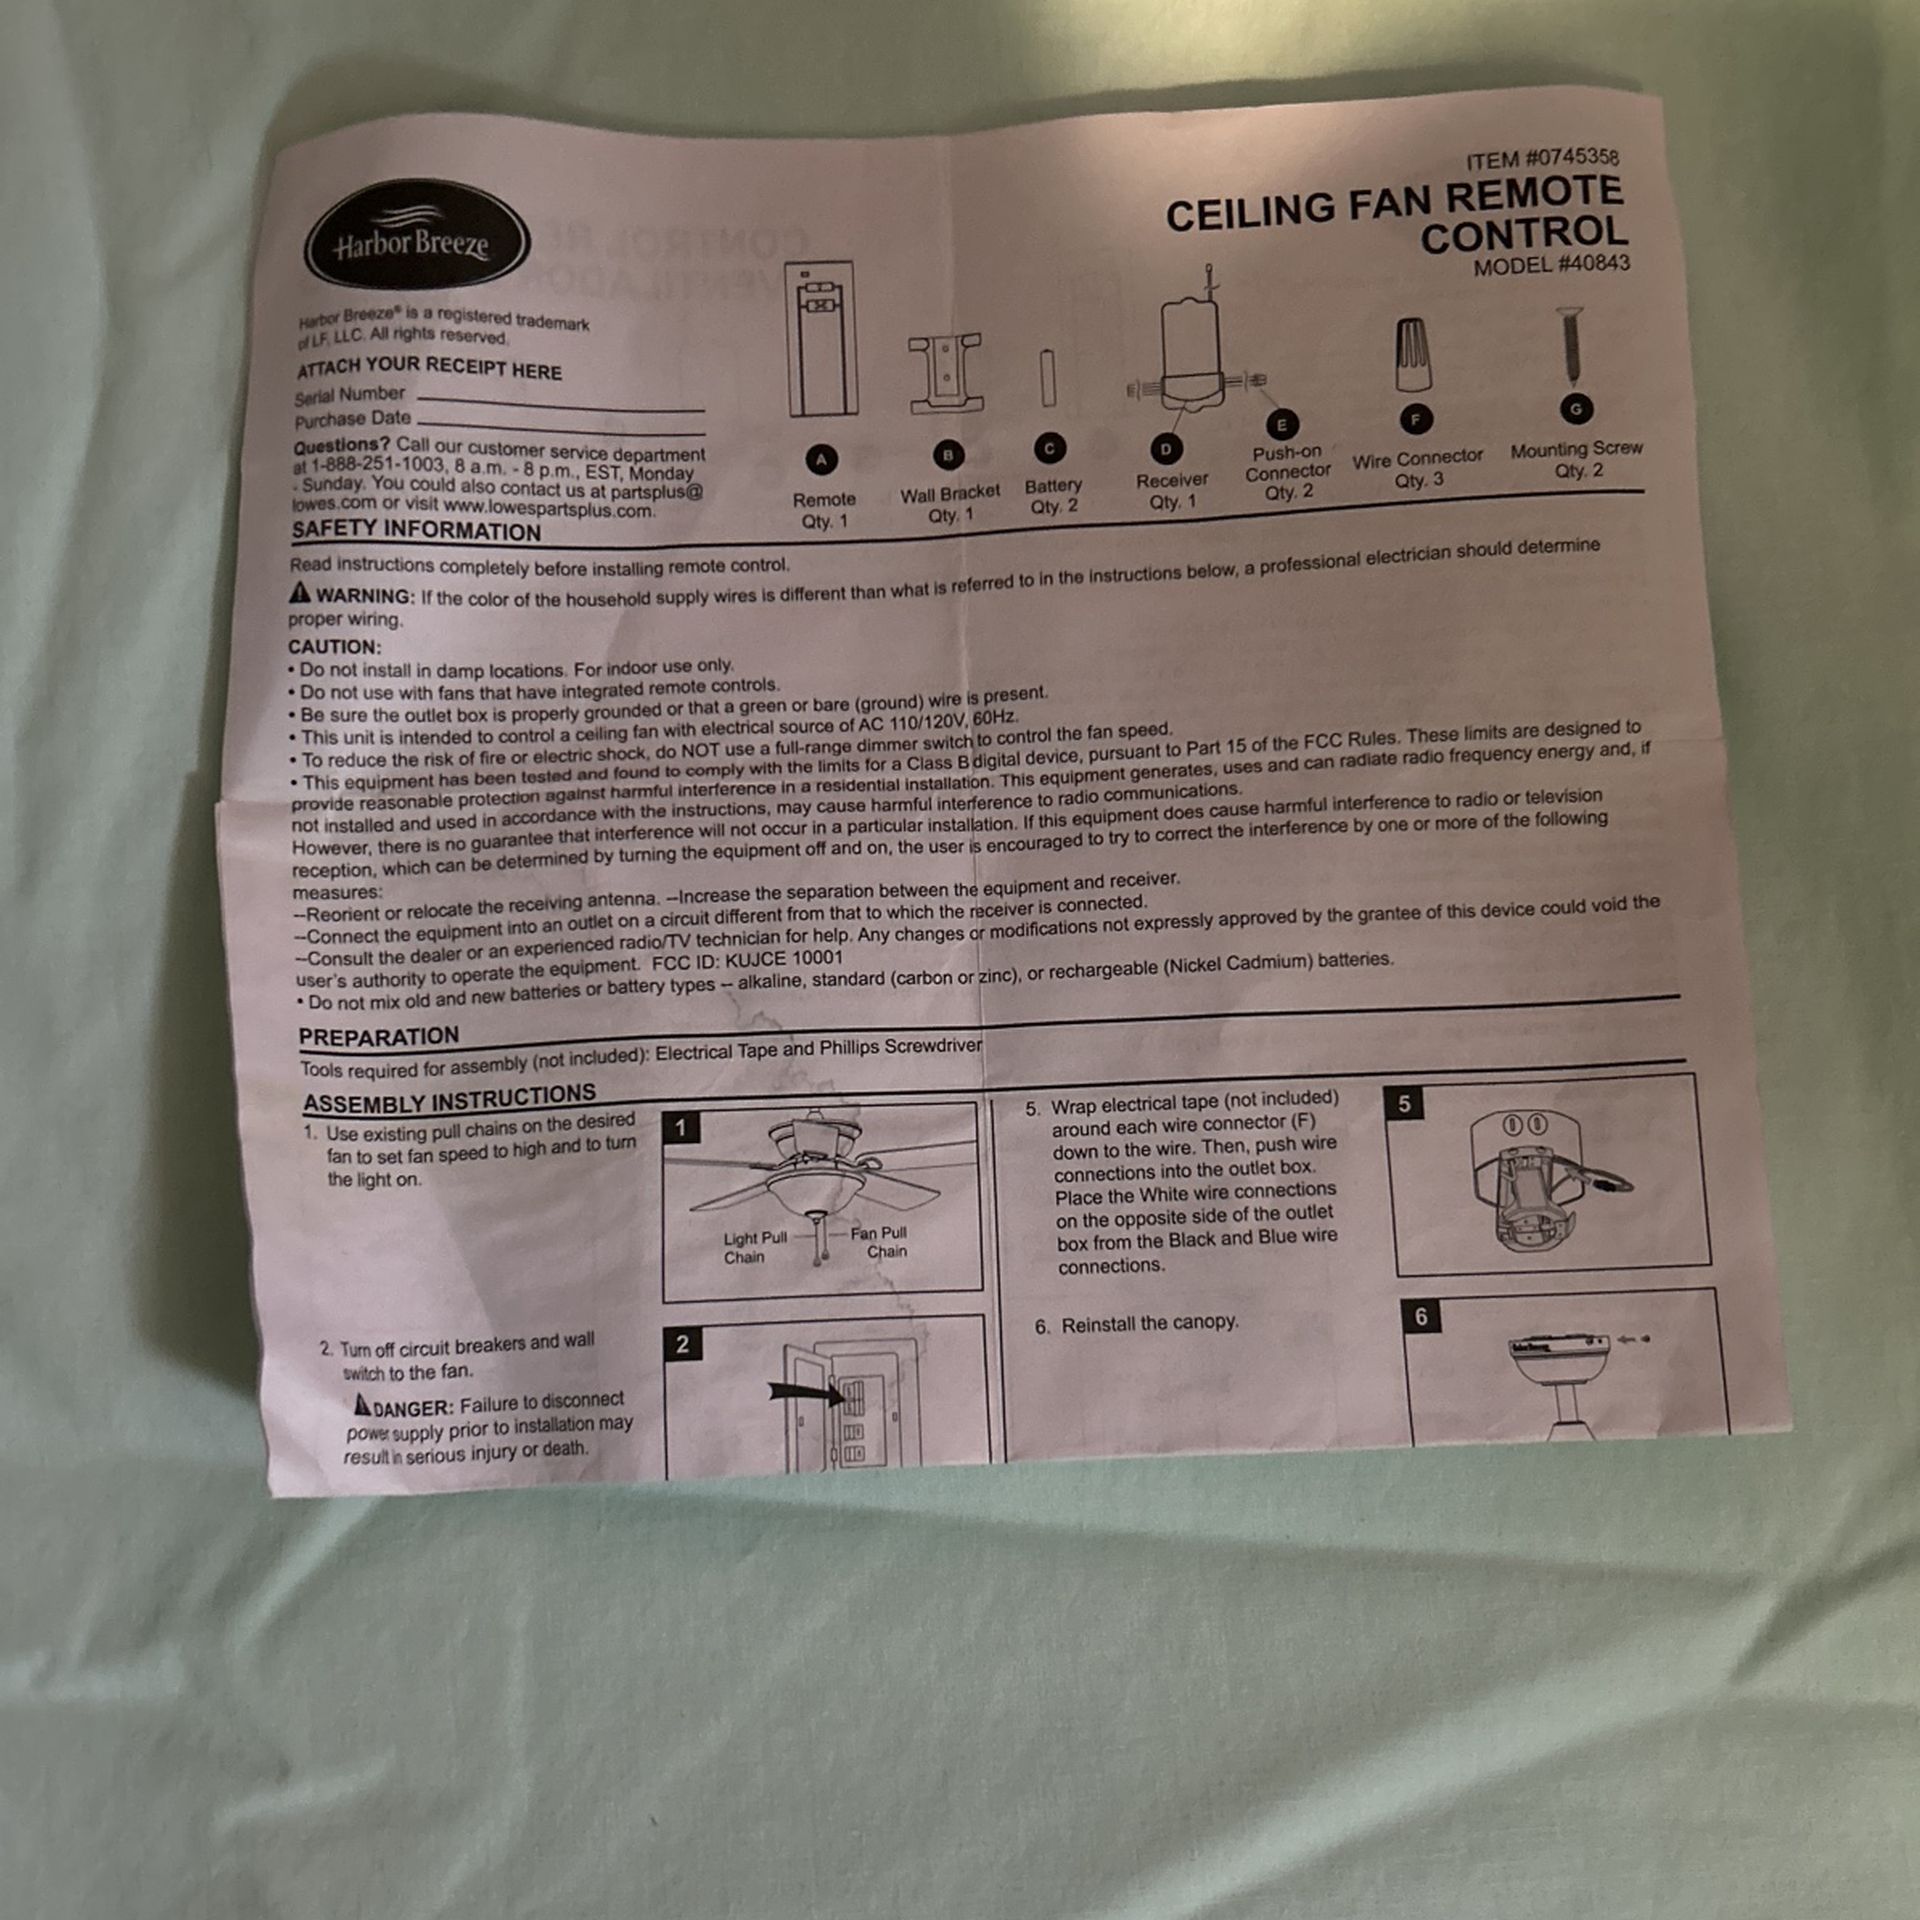 Harbor Breeze
Harbor Breeze® is a registered trademark
of LF, LLC. All rights reserved.
ATTACH YOUR RECEIPT HERE
Serial Number
Purchase Date
Questions? Call our customer service department
at 1-888-251-1003, 8 a.m. - 8 p.m., EST, Monday
- Sunday. You could also contact us at partsplus@
lowes.com or visit www.lowespartsplus.com.
ITEM #0745358
CEILING FAN REMOTE
CONTROL
MODEL #40843
A
Remote
Qty. 1
B
Wall Bracket
Qty. 1
C
Battery
Qty. 2
D
Receiver
Qty. 1
E
Push-on
Connector
Qty. 2
F
Wire Connector
Qty. 3
G
Mounting Screw
Qty. 2
SAFETY INFORMATION
Read instructions completely before installing remote control.
WARNING: If the color of the household supply wires is different than what is referred to in the instructions below, a professional electrician should determine
proper wiring.
CAUTION:
• Do not install in damp locations. For indoor use only.
• Do not use with fans that have integrated remote controls.
• Be sure the outlet box is properly grounded or that a green or bare (ground) wire is present.
• This unit is intended to control a ceiling fan with electrical source of AC 110/120V, 60Hz.
• To reduce the risk of fire or electric shock, do NOT use a full-range dimmer switch to control the fan speed.
• This equipment has been tested and found to comply with the limits for a Class B digital device, pursuant to Part 15 of the FCC Rules. These limits are designed to
provide reasonable protection against harmful interference in a residential installation. This equipment generates, uses and can radiate radio frequency energy and, if
not installed and used in accordance with the instructions, may cause harmful interference to radio communications.
However, there is no guarantee that interference will not occur in a particular installation. If this equipment does cause harmful interference to radio or television
reception, which can be determined by turning the equipment off and on, the user is encouraged to try to correct the interference by one or more of the following
measures:
--Reorient or relocate the receiving antenna. --Increase the separation between the equipment and receiver.
--Connect the equipment into an outlet on a circuit different from that to which the receiver is connected.
--Consult the dealer or an experienced radio/TV technician for help. Any changes or modifications not expressly approved by the grantee of this device could void the
user's authority to operate the equipment. FCC ID: KUJCE 10001
• Do not mix old and new batteries or battery types -- alkaline, standard (carbon or zinc), or rechargeable (Nickel Cadmium) batteries.
PREPARATION
Tools required for assembly (not included): Electrical Tape and Phillips Screwdriver
ASSEMBLY INSTRUCTIONS
1. Use existing pull chains on the desired
fan to set fan speed to high and to turn
the light on.
1
Light Pull
Chain
Fan Pull
Chain
2. Turn off circuit breakers and wall
switch to the fan.
DANGER: Failure to disconnect
power supply prior to installation may
result in serious injury or death.
2
5. Wrap electrical tape (not included)
around each wire connector (F)
down to the wire. Then, push wire
connections into the outlet box.
Place the White wire connections
on the opposite side of the outlet
box from the Black and Blue wire
connections.
5
6. Reinstall the canopy.
6